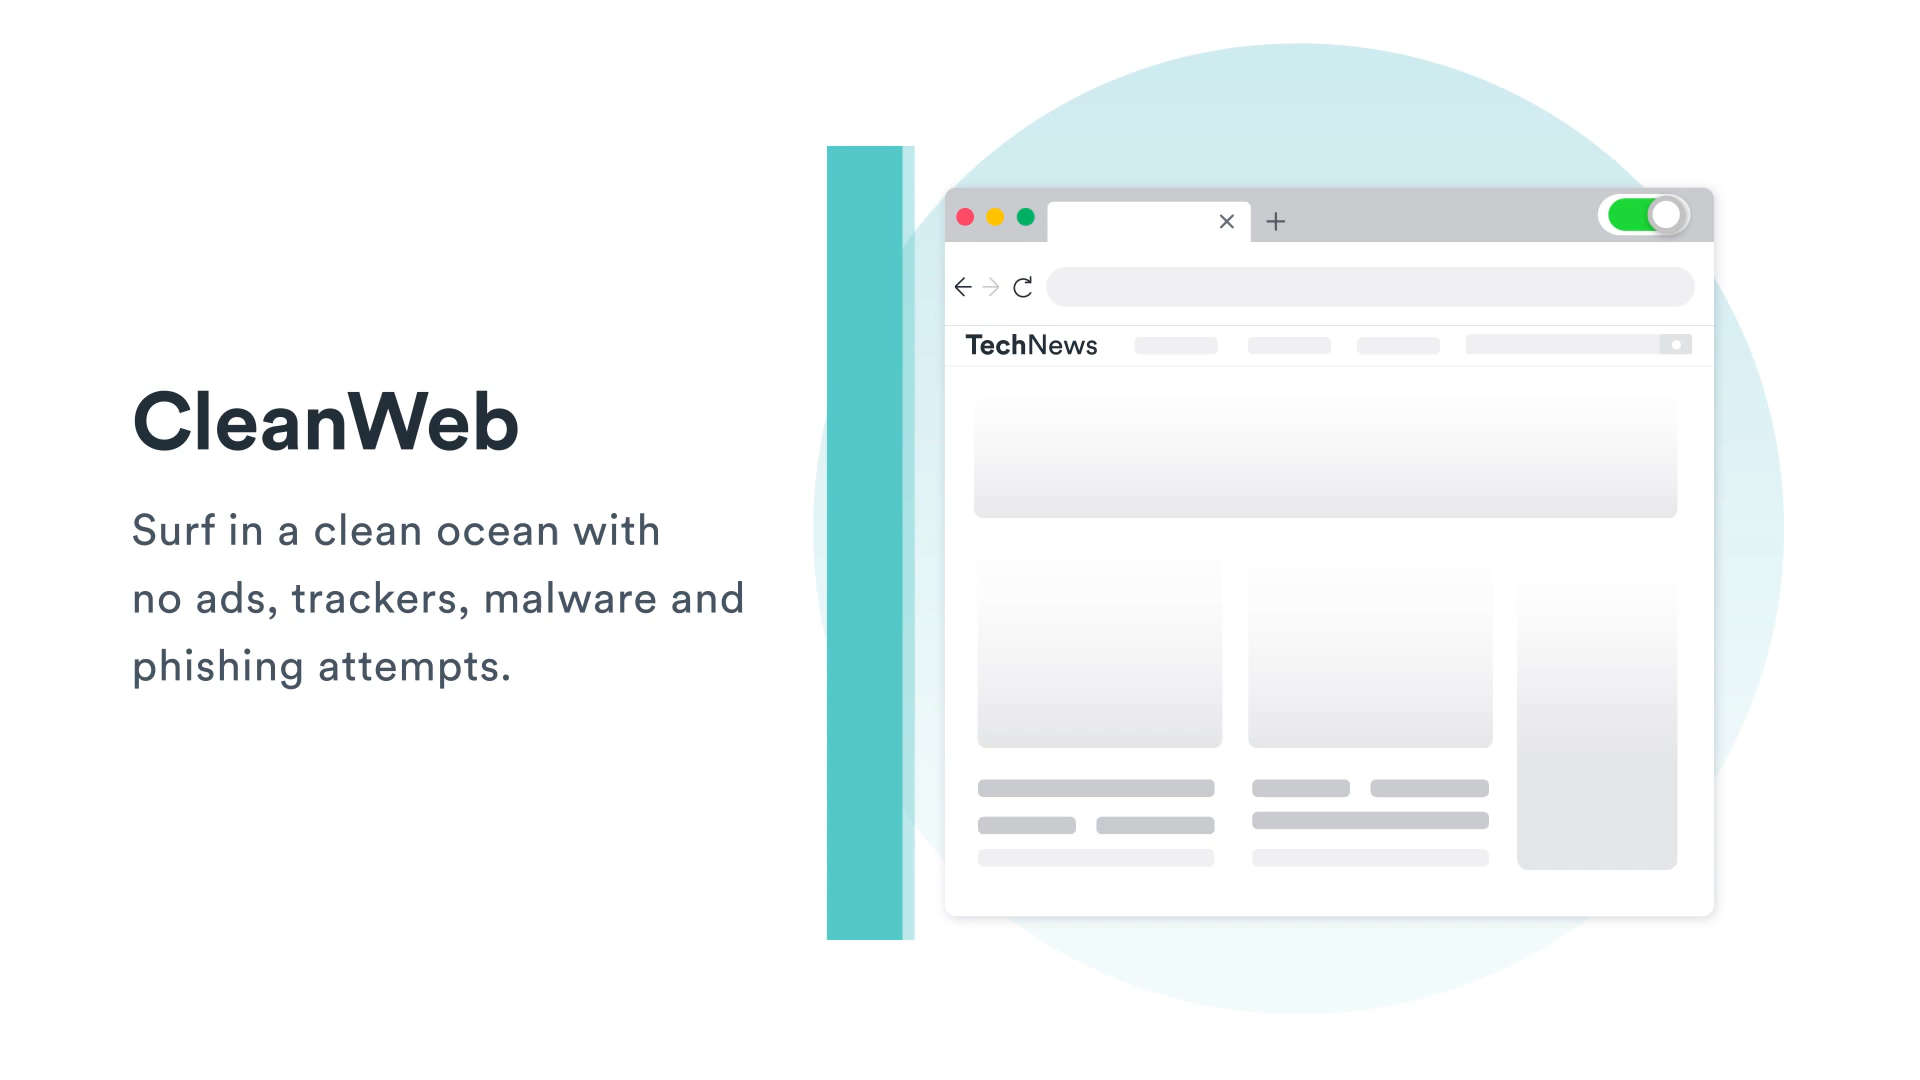 CleanWeb
Surf in a clean ocean with
no ads, trackers, malware and
phishing attempts.
TechNews